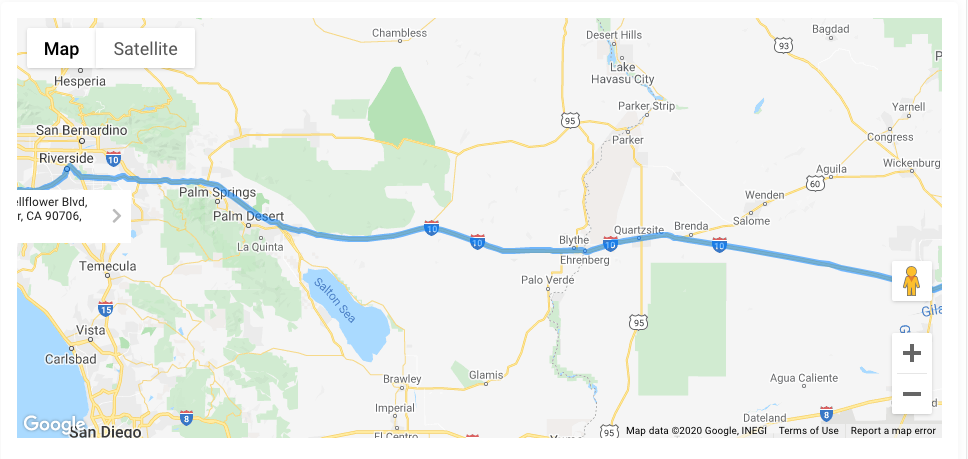 Map
Satellite
Chambless
Desert Hills
93
Bagdad
Hesperia
Lake
Havasu City
Parker Strip
Yarnell
95
San Bernardino
Parker
Congress
Riverside
10
Wickenburg
Aguila
60
Palm Springs
Wenden
ellflower Blvd,
r, CA 90706,
Palm Desert
Salome
10
Quartzsite
Brenda
10
Blythe
10
10
La Quinta
Ehrenberg
Temecula
Palo Verde
Salton Sea
Gila
15
95
Vista
Carlsbad
Brawley
Glamis
Agua Caliente
Imperial
8
Dateland
8
Google
San Diego
El Centro
95
Map data ©2020 Google, INEGI
Terms of Use
Report a map error